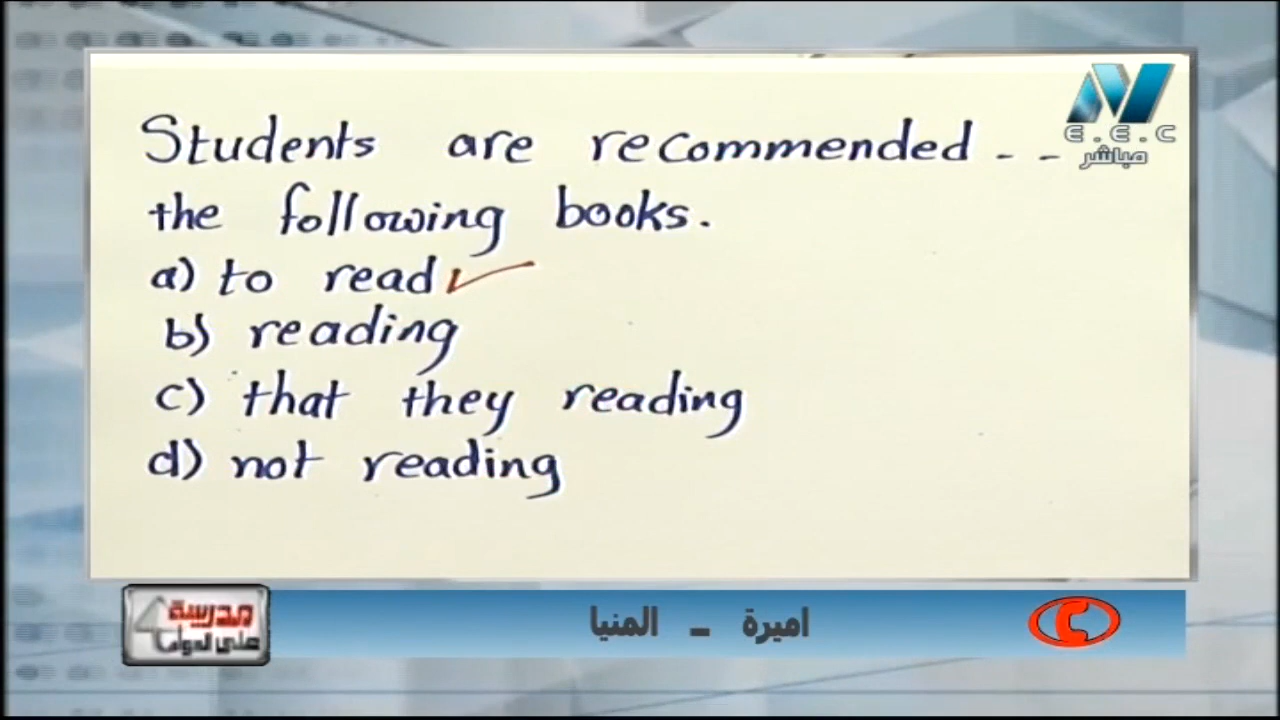 Students are recommended - - -
the following books.
a) to read
b) reading
c) that they reading
d) not reading
E.E.C
مباشر
مدرسة
على الهواء
اميرة - المنيا